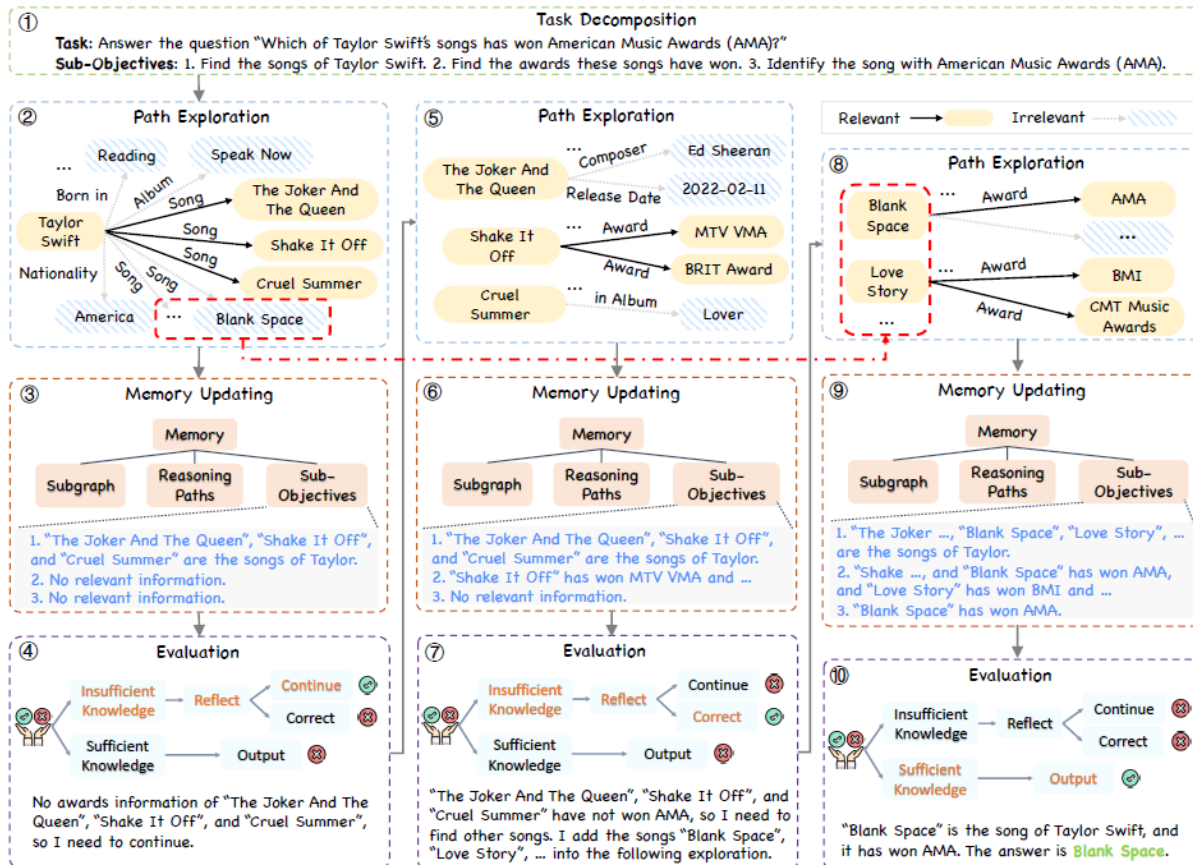 ① Task Decomposition
Task: Answer the question “Which of Taylor Swift’s songs has won American Music Awards (AMA)?”
Sub-Objectives: 1. Find the songs of Taylor Swift. 2. Find the awards these songs have won. 3. Identify the song with American Music Awards (AMA).
② Path Exploration
...
Reading
Speak Now
Born in
Album
Song
The Joker And
The Queen
Taylor
Swift
Song
Shake It Off
Song
Cruel Summer
Nationality
Song
Song
America
...
Blank Space
③ Memory Updating
Memory
Subgraph
Reasoning
Paths
Sub-
Objectives
1. “The Joker And The Queen”, “Shake It Off”,
and “Cruel Summer” are the songs of Taylor.
2. No relevant information.
3. No relevant information.
④ Evaluation
Insufficient
Knowledge
Reflect
Continue
Correct
Sufficient
Knowledge
Output
No awards information of “The Joker And The
Queen”, “Shake It Off”, and “Cruel Summer”,
so I need to continue.
⑤ Path Exploration
The Joker And
The Queen
...
Composer
Ed Sheeran
Release Date
2022-02-11
Shake It
Off
...
Award
MTV VMA
Award
BRIT Award
Cruel
Summer
...
in Album
Lover
⑥ Memory Updating
Memory
Subgraph
Reasoning
Paths
Sub-
Objectives
1. “The Joker And The Queen”, “Shake It Off”,
and “Cruel Summer” are the songs of Taylor.
2. “Shake It Off” has won MTV VMA and ...
3. No relevant information.
⑦ Evaluation
Insufficient
Knowledge
Reflect
Continue
Correct
Sufficient
Knowledge
Output
“The Joker And The Queen”, “Shake It Off”, and
“Cruel Summer” have not won AMA, so I need to
find other songs. I add the songs “Blank Space”,
“Love Story”, ... into the following exploration.
Relevant
Irrelevant
⑧ Path Exploration
Blank
Space
...
Award
AMA
...
Love
Story
...
Award
BMI
Award
CMT Music
Awards
...
⑨ Memory Updating
Memory
Subgraph
Reasoning
Paths
Sub-
Objectives
1. “The Joker ..., “Blank Space”, “Love Story”, ...
are the songs of Taylor.
2. “Shake ..., and “Blank Space” has won AMA,
and “Love Story” has won BMI and ...
3. “Blank Space” has won AMA.
⑩ Evaluation
Insufficient
Knowledge
Reflect
Continue
Correct
Sufficient
Knowledge
Output
“Blank Space” is the song of Taylor Swift, and
it has won AMA. The answer is Blank Space.